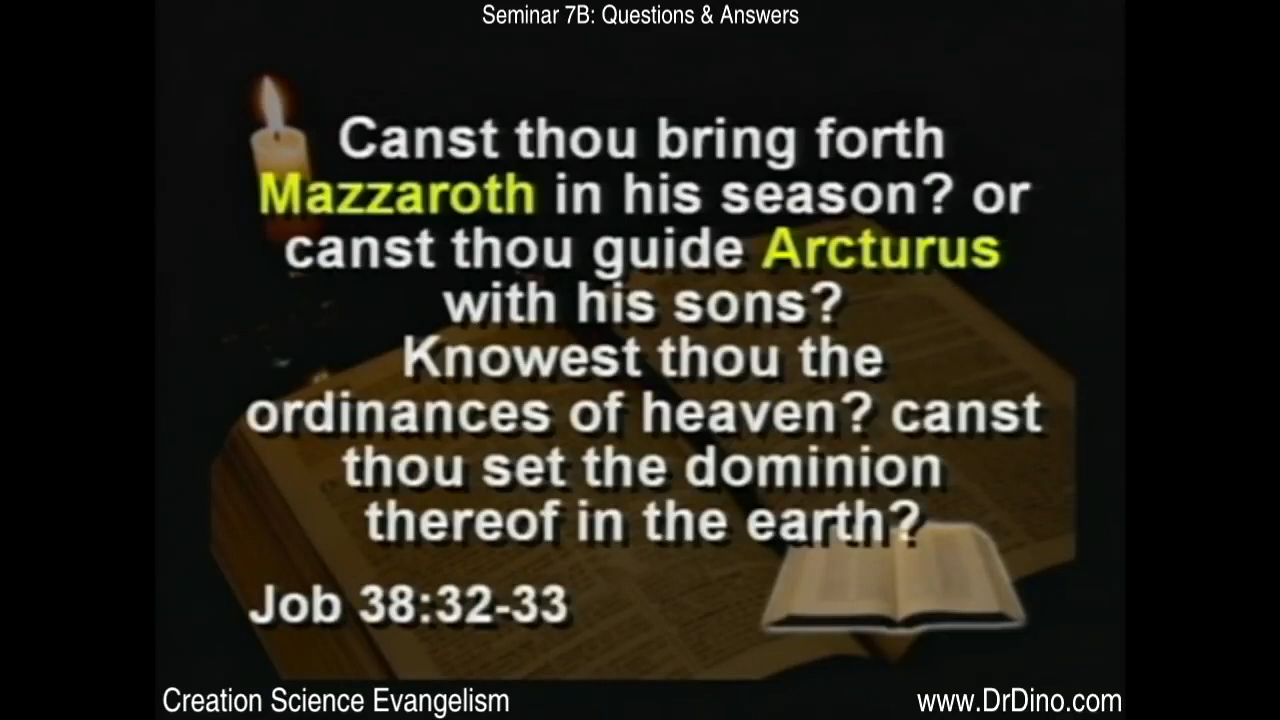 Seminar 7B: Questions & Answers
Canst thou bring forth
Mazzaroth in his season? or
canst thou guide Arcturus
with his sons?
Knowest thou the
ordinances of heaven? canst
thou set the dominion
thereof in the earth?
Job 38:32-33
Creation Science Evangelism
www.DrDino.com